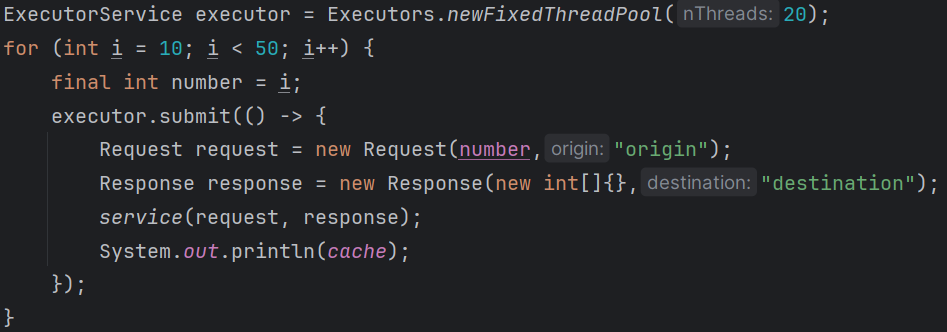 ExecutorService executor = Executors.newFixedThreadPool( nThreads: 20);
for (int i = 10; i < 50; i++) {
    final int number = i;
    executor.submit(() -> {
        Request request = new Request(number, origin: "origin");
        Response response = new Response(new int[]{}, destination: "destination");
        service(request, response);
        System.out.println(cache);
    });
}